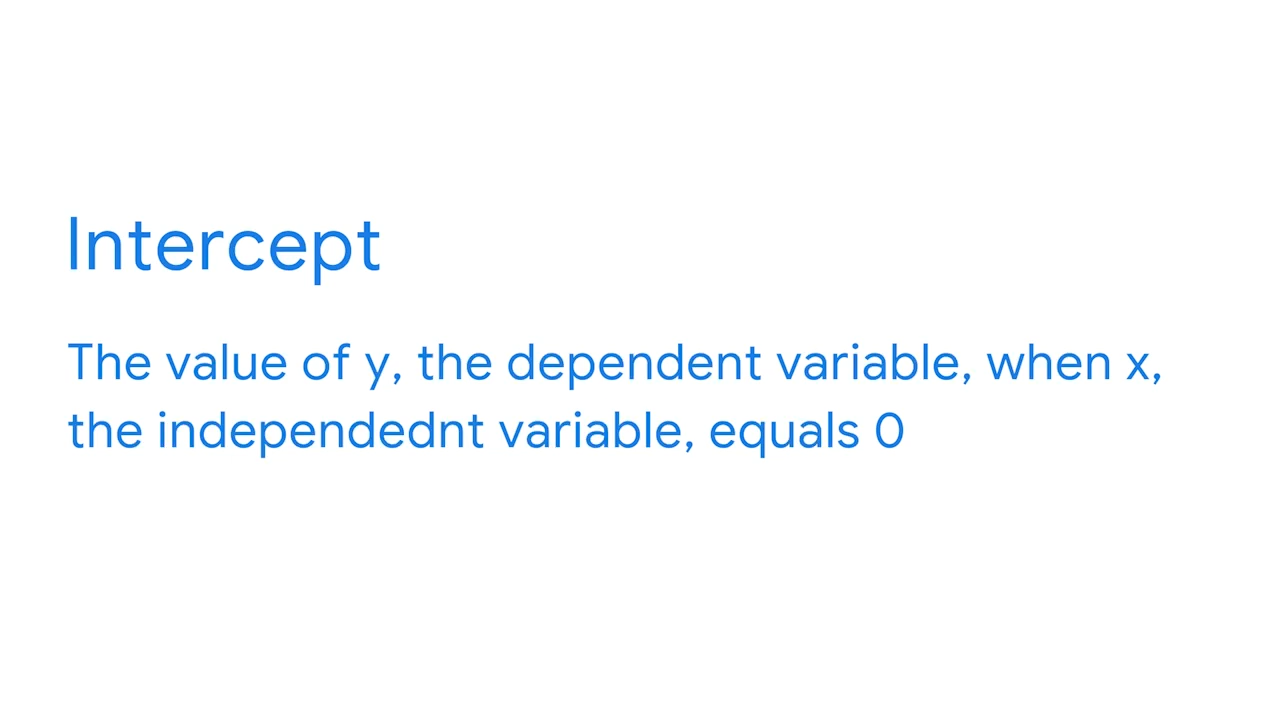 Intercept
The value of y, the dependent variable, when x,
the independednt variable, equals 0